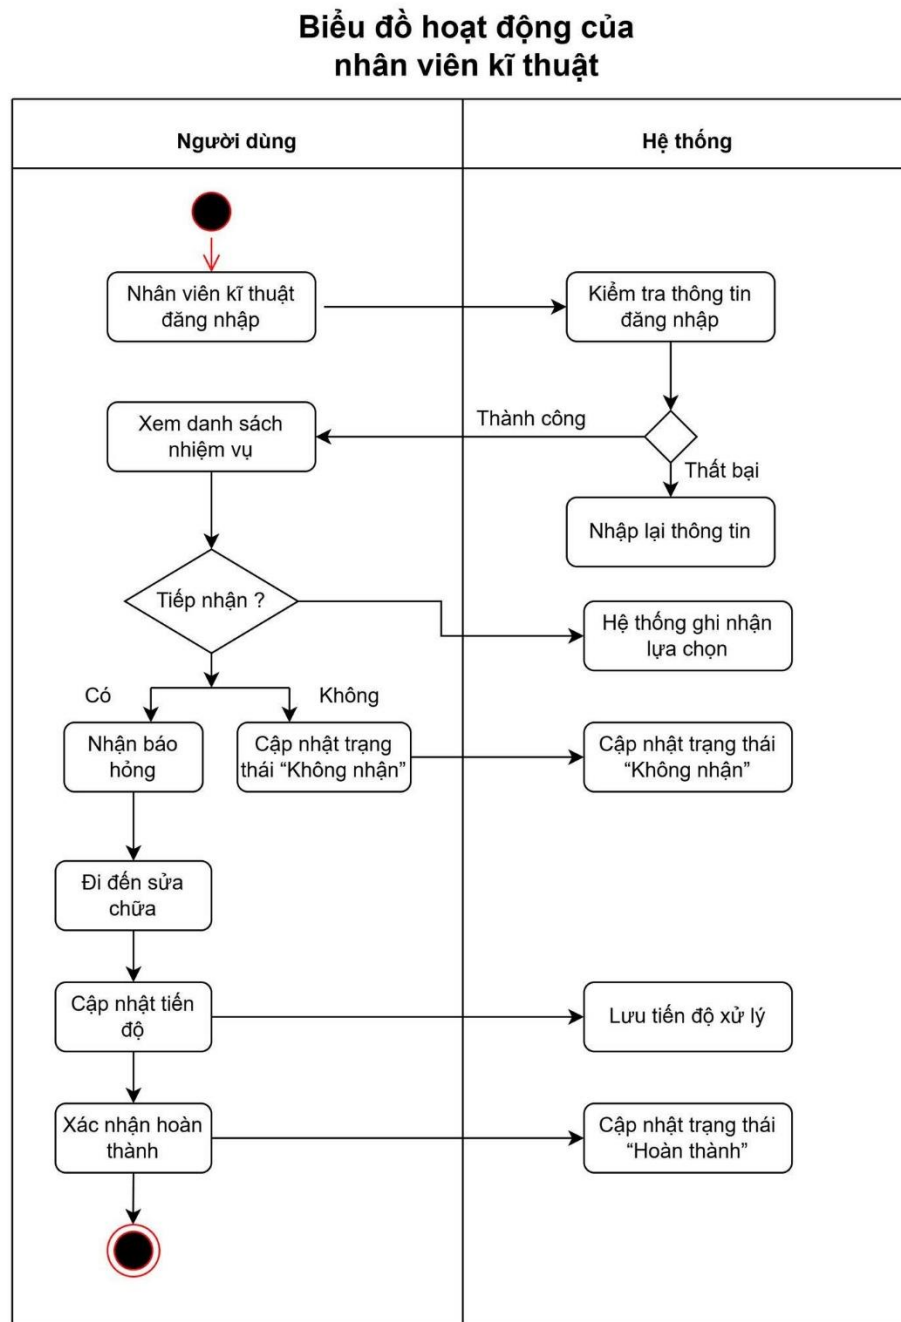 Biểu đồ hoạt động của
nhân viên kĩ thuật
Người dùng
Hệ thống
Nhân viên kĩ thuật
đăng nhập
Kiểm tra thông tin
đăng nhập
Xem danh sách
nhiệm vụ
Thành công
Thất bại
Nhập lại thông tin
Tiếp nhận ?
Hệ thống ghi nhận
lựa chọn
Có
Không
Nhận báo
hỏng
Cập nhật trạng
thái “Không nhận”
Cập nhật trạng thái
“Không nhận”
Đi đến sửa
chữa
Cập nhật tiến
độ
Lưu tiến độ xử lý
Xác nhận hoàn
thành
Cập nhật trạng thái
“Hoàn thành”